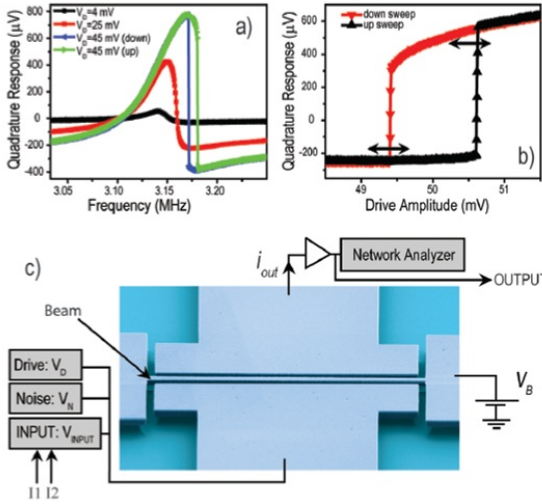 a)
V_D=4 mV
V_D=25 mV
V_D=45 mV (down)
V_D=45 mV (up)
Quadrature Response (µV)
800
600
400
200
0
-200
-400
3.05
3.10
3.15
3.20
Frequency (MHz)
down sweep
up sweep
b)
Quadrature Response (µV)
600
400
200
0
-200
49
50
51
Drive Amplitude (mV)
c)
i_out
Network Analyzer
OUTPUT
Beam
Drive: V_D
Noise: V_N
INPUT: V_INPUT
I1 I2
V_B